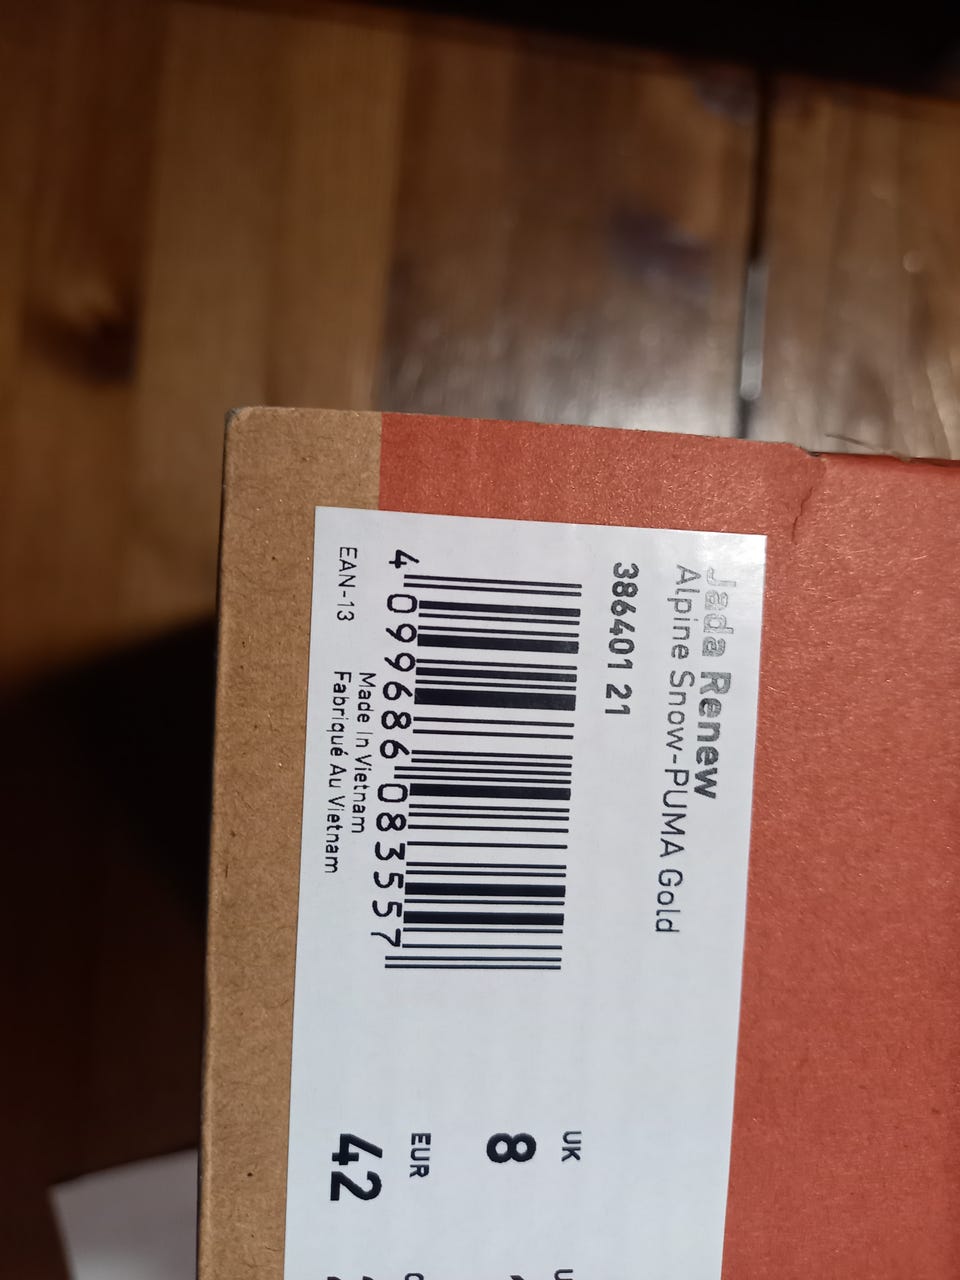 Jada Renew
Alpine Snow-PUMA Gold
386401 21
4 099686 083557
EAN-13
Made In Vietnam
Fabriqué Au Vietnam
UK
8
EUR
42